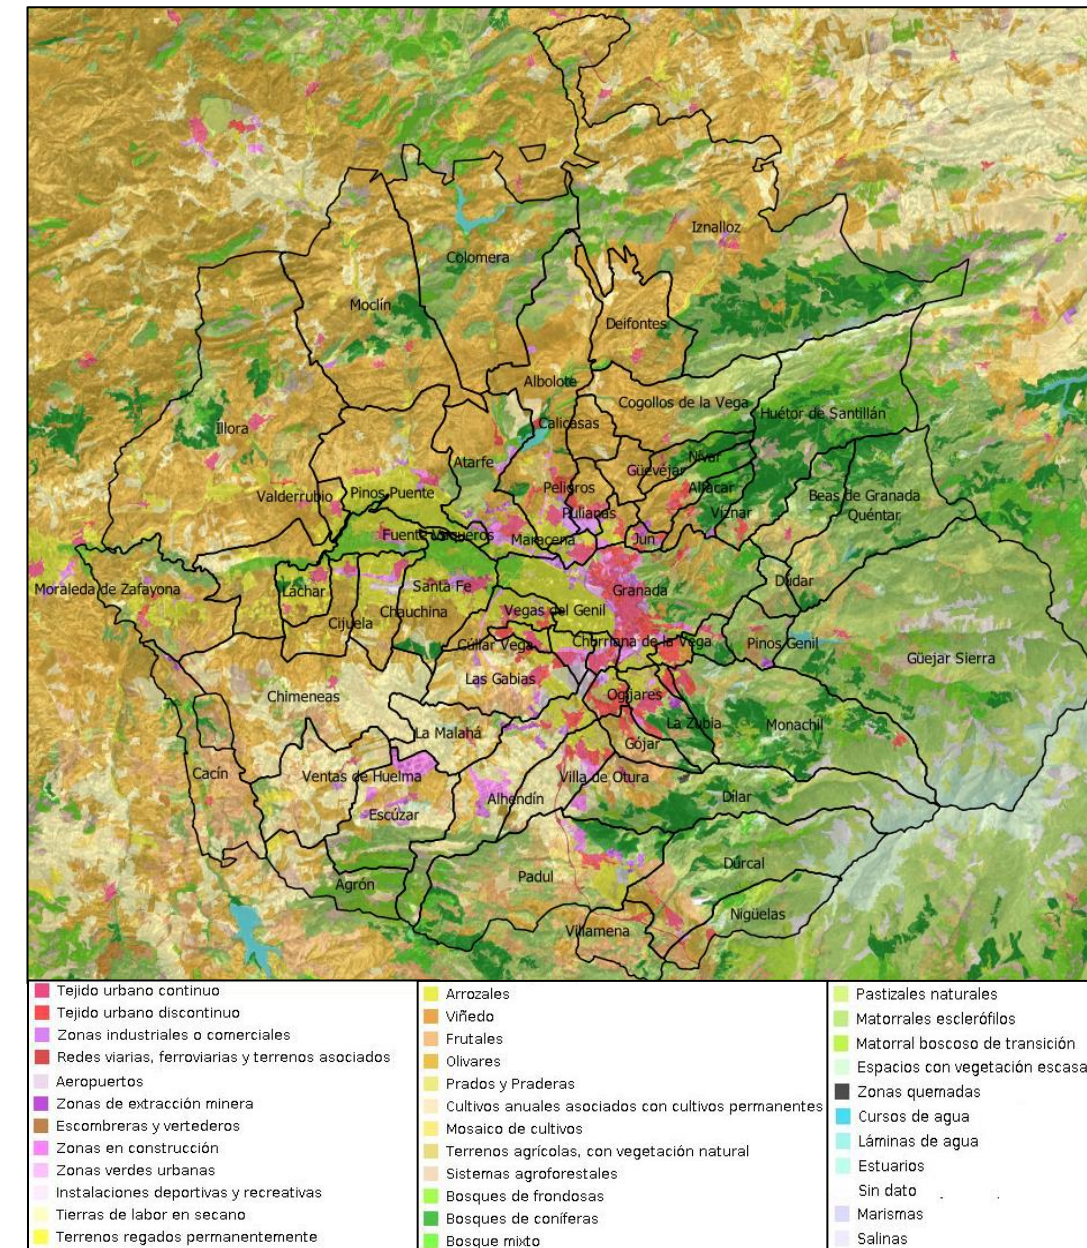 Iznalloz
Colomera
Moclín
Deifontes
Albolote
Cogollos de la Vega
Huétor de Santillán
Calicasas
Illora
Nívar
Atarfe
Güevéjar
Peligros
Alfacar
Valderrubio
Pinos Puente
Beas de Granada
Pulianas
Víznar
Quéntar
Fuente Vaqueros
Maracena
Jun
Moraleda de Zafayona
Láchar
Santa Fe
Granada
Dúdar
Chauchina
Vegas del Genil
Cijuela
Cúllar Vega
Churriana de la Vega
Pinos Genil
Güejar Sierra
Las Gabias
Chimeneas
Ogíjares
La Zubia
Monachil
La Malahá
Gójar
Cacín
Ventas de Huelma
Villa de Otura
Alhendín
Dílar
Escúzar
Dúrcal
Padul
Agrón
Nigüelas
Villamena
Tejido urbano continuo
Tejido urbano discontinuo
Zonas industriales o comerciales
Redes viarias, ferroviarias y terrenos asociados
Aeropuertos
Zonas de extracción minera
Escombreras y vertederos
Zonas en construcción
Zonas verdes urbanas
Instalaciones deportivas y recreativas
Tierras de labor en secano
Terrenos regados permanentemente
Arrozales
Viñedo
Frutales
Olivares
Prados y Praderas
Cultivos anuales asociados con cultivos permanentes
Mosaico de cultivos
Terrenos agrícolas, con vegetación natural
Sistemas agroforestales
Bosques de frondosas
Bosques de coníferas
Bosque mixto
Pastizales naturales
Matorrales esclerófilos
Matorral boscoso de transición
Espacios con vegetación escasa
Zonas quemadas
Cursos de agua
Láminas de agua
Estuarios
Sin dato
Marismas
Salinas